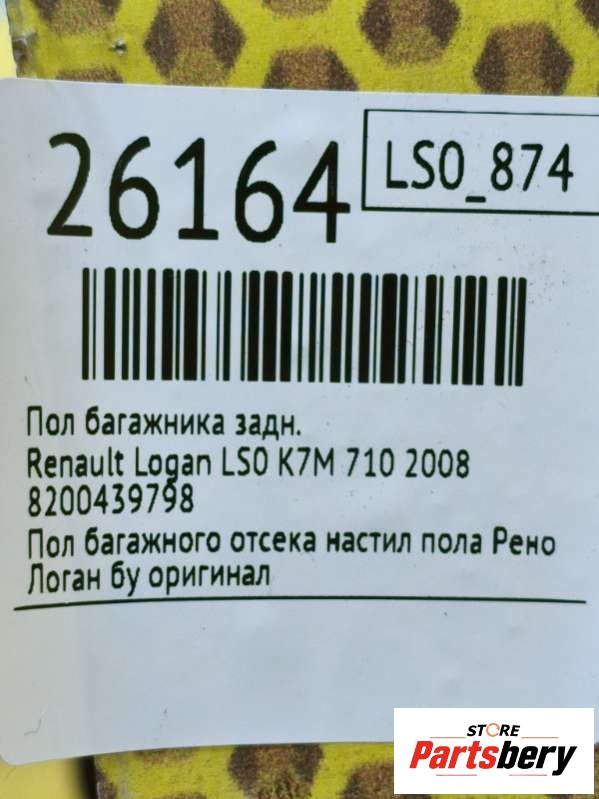 26164
LS0_874
Пол багажника задн.
Renault Logan LS0 K7M 710 2008
8200439798
Пол багажного отсека настил пола Рено
Логан бу оригинал
STORE
Partsbery